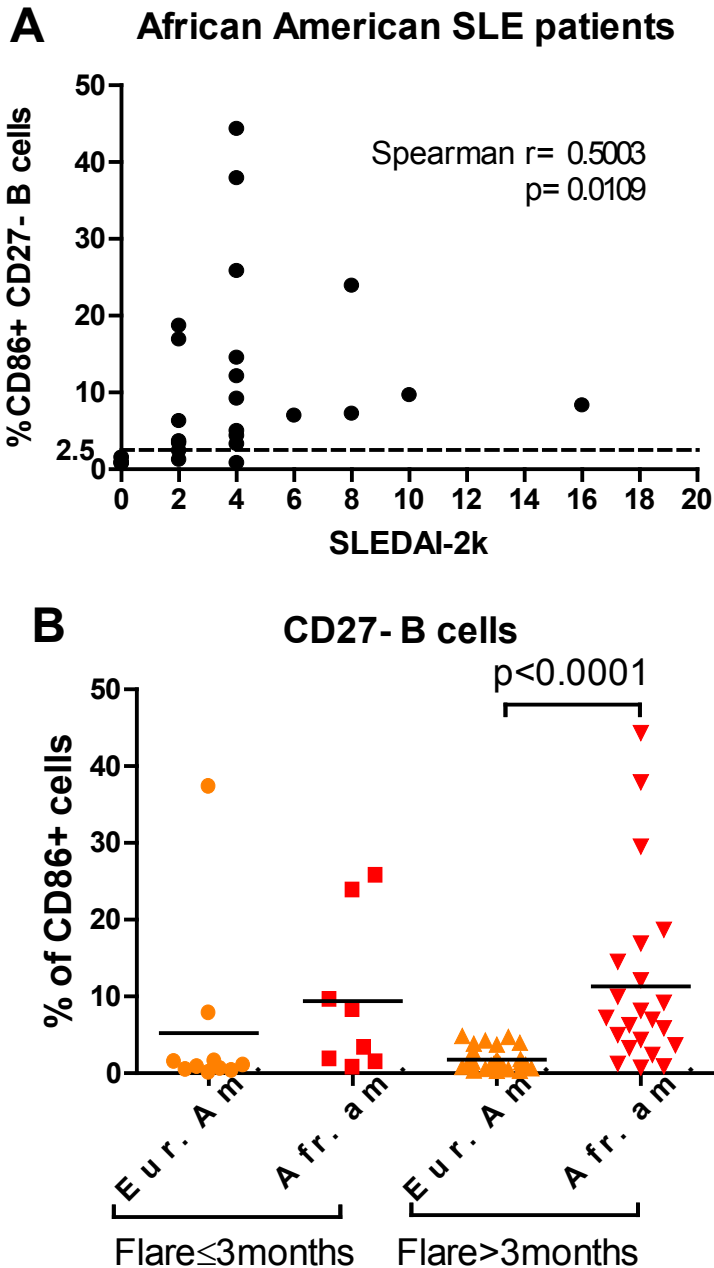 A African American SLE patients
%CD86+ CD27- B cells
50
40
30
20
10
2.5
0
Spearman r= 0.5003
p= 0.0109
0 2 4 6 8 10 12 14 16 18 20
SLEDAI-2k
B CD27- B cells
p<0.0001
% of CD86+ cells
50
40
30
20
10
0
Eur. Am. Afr. am. Eur. Am. Afr. am.
Flare≤3months Flare>3months